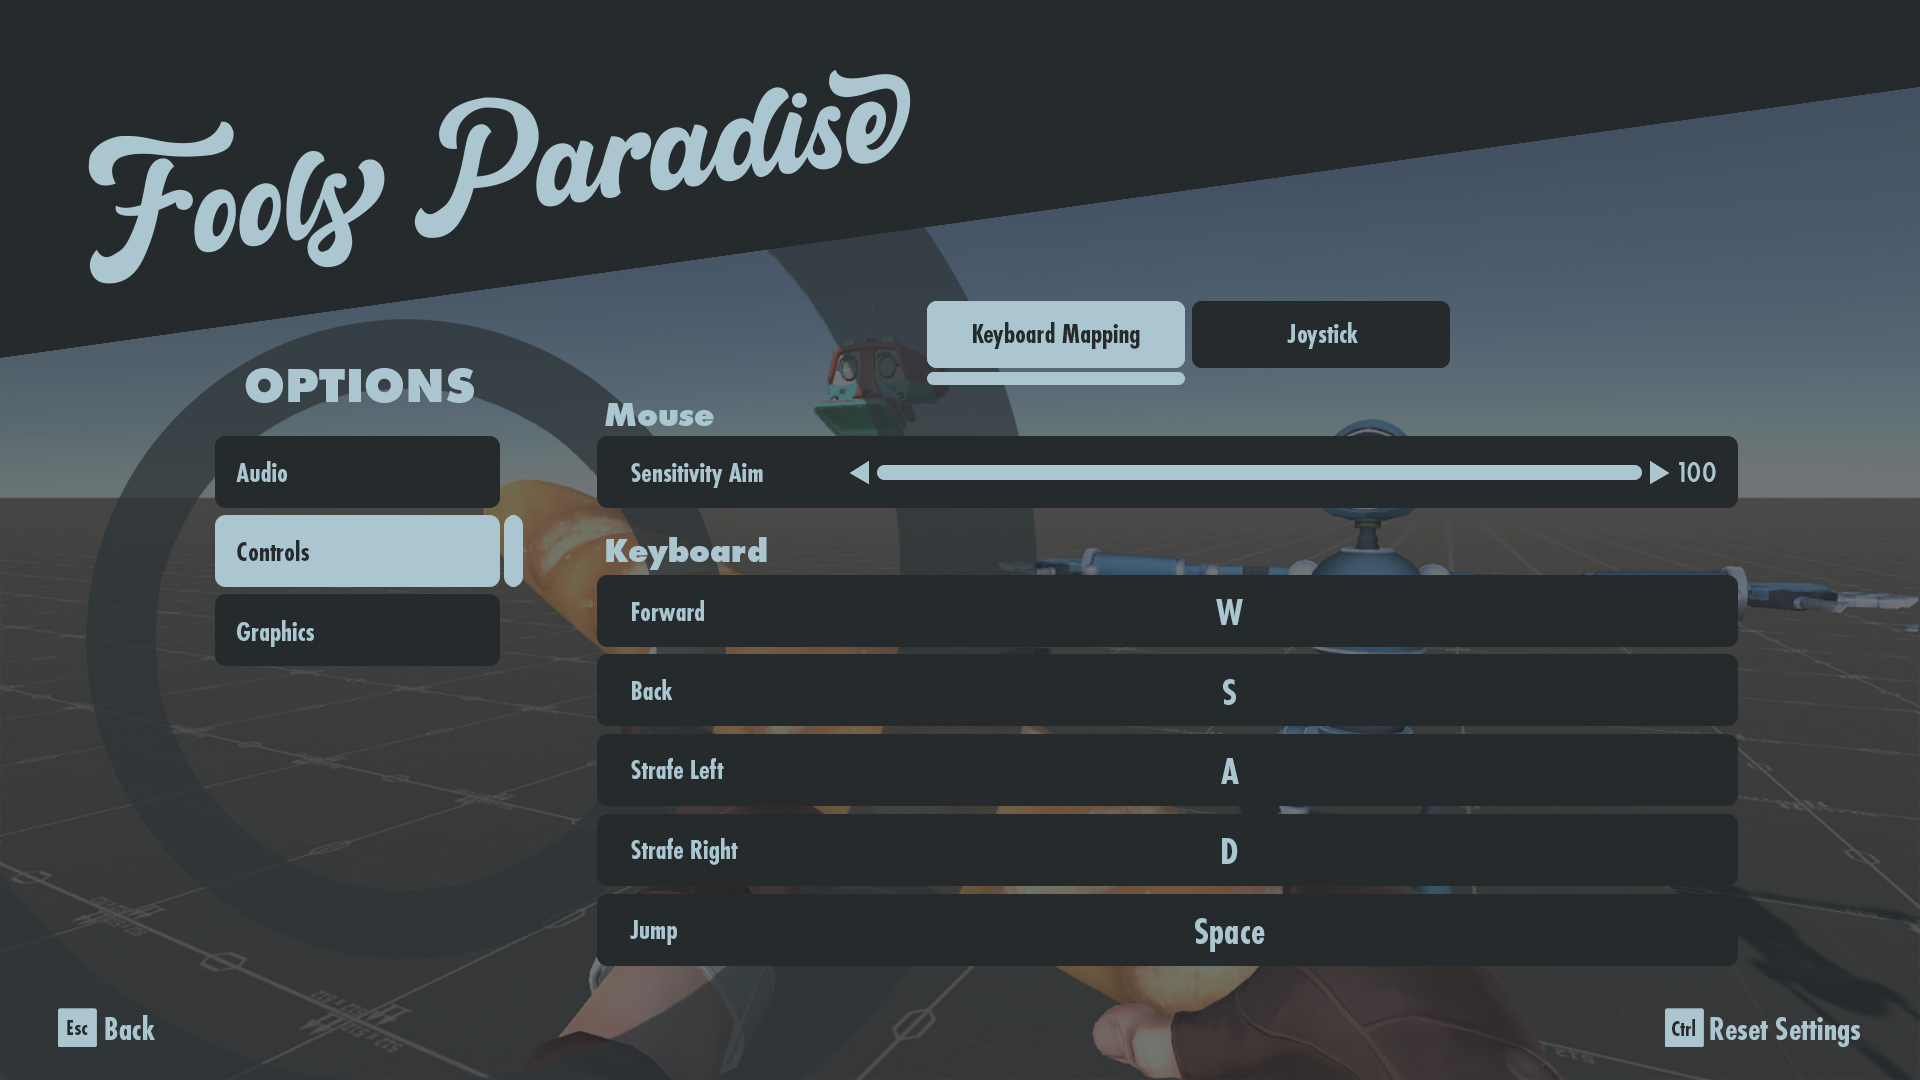 Fools Paradise
Keyboard Mapping
Joystick
OPTIONS
Audio
Controls
Graphics
Mouse
Sensitivity Aim
100
Keyboard
Forward
W
Back
S
Strafe Left
A
Strafe Right
D
Jump
Space
Esc Back
Ctrl Reset Settings